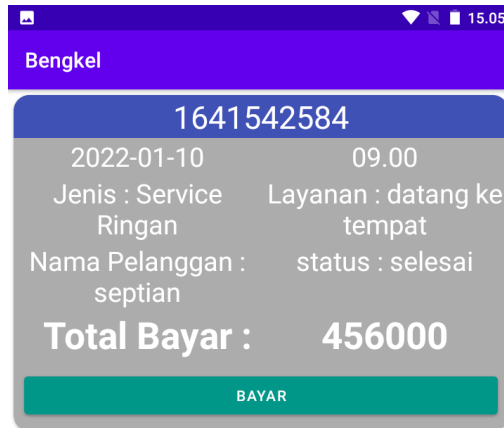 15.05
Bengkel
1641542584
2022-01-10 09.00
Jenis : Service Layanan : datang ke
Ringan tempat
Nama Pelanggan : status : selesai
septian
Total Bayar : 456000
BAYAR